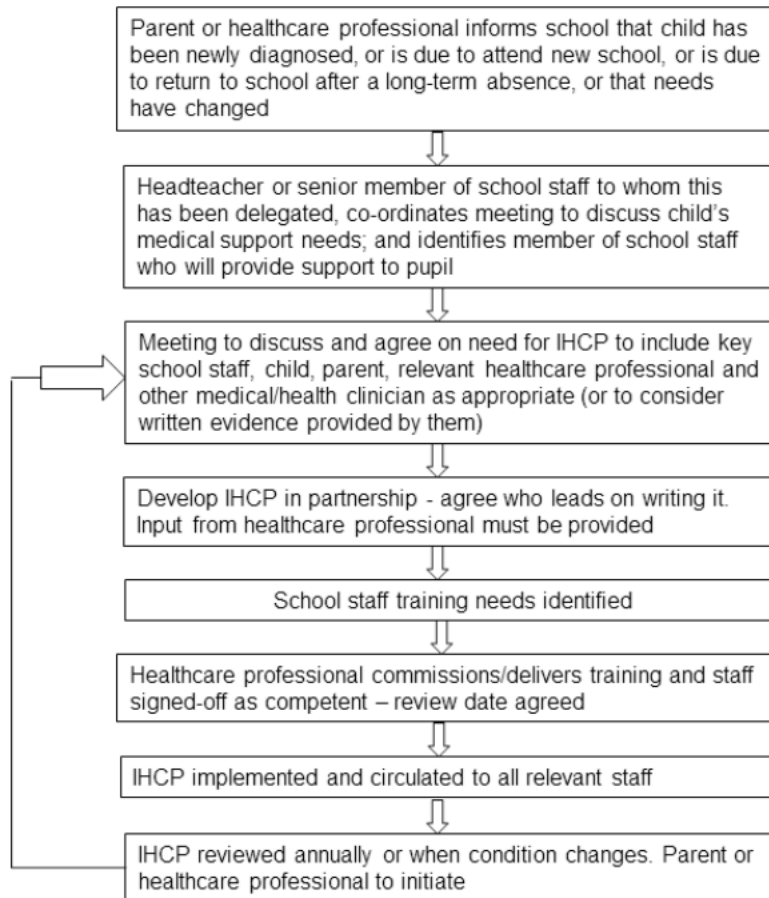 Parent or healthcare professional informs school that child has
been newly diagnosed, or is due to attend new school, or is due
to return to school after a long-term absence, or that needs
have changed
Headteacher or senior member of school staff to whom this
has been delegated, co-ordinates meeting to discuss child's
medical support needs; and identifies member of school staff
who will provide support to pupil
Meeting to discuss and agree on need for IHCP to include key
school staff, child, parent, relevant healthcare professional and
other medical/health clinician as appropriate (or to consider
written evidence provided by them)
Develop IHCP in partnership - agree who leads on writing it.
Input from healthcare professional must be provided
School staff training needs identified
Healthcare professional commissions/delivers training and staff
signed-off as competent – review date agreed
IHCP implemented and circulated to all relevant staff
IHCP reviewed annually or when condition changes. Parent or
healthcare professional to initiate